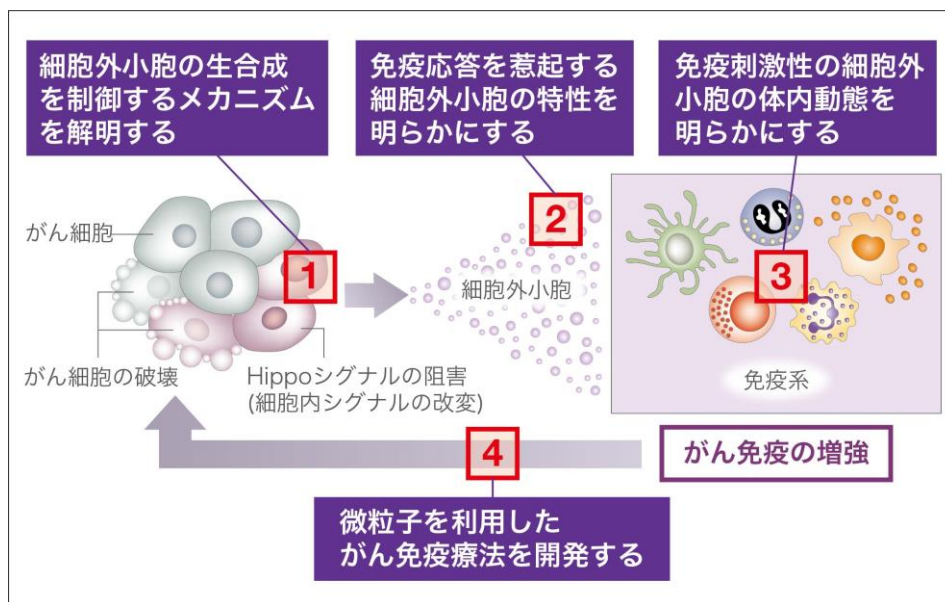 細胞外小胞の生合成
を制御するメカニズム
を解明する
免疫応答を惹起する
細胞外小胞の特性を
明らかにする
免疫刺激性の細胞外
小胞の体内動態を
明らかにする
がん細胞
1
2
細胞外小胞
3
がん細胞の破壊
Hippoシグナルの阻害
(細胞内シグナルの改変)
免疫系
4
がん免疫の増強
微粒子を利用した
がん免疫療法を開発する